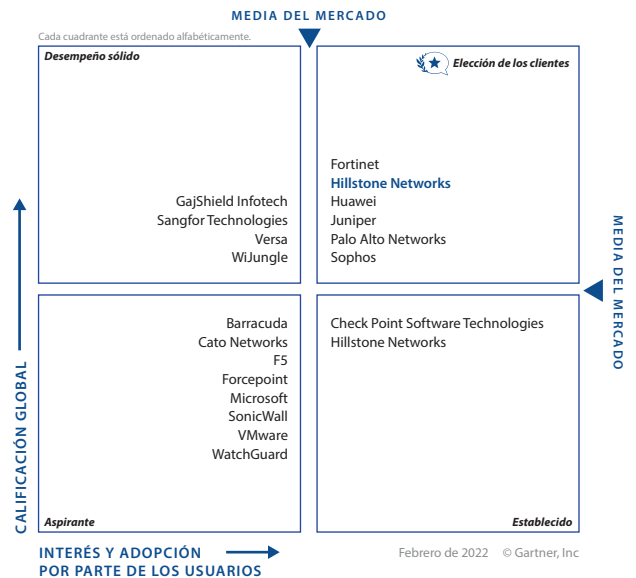 MEDIA DEL MERCADO
Cada cuadrante está ordenado alfabéticamente.
Desempeño sólido
Elección de los clientes
GajShield Infotech
Sangfor Technologies
Versa
WiJungle
Fortinet
Hillstone Networks
Huawei
Juniper
Palo Alto Networks
Sophos
MEDIA DEL MERCADO
CALIFICACIÓN GLOBAL
Barracuda
Cato Networks
F5
Forcepoint
Microsoft
SonicWall
VMware
WatchGuard
Aspirante
Check Point Software Technologies
Hillstone Networks
Establecido
INTERÉS Y ADOPCIÓN
POR PARTE DE LOS USUARIOS
Febrero de 2022 © Gartner, Inc